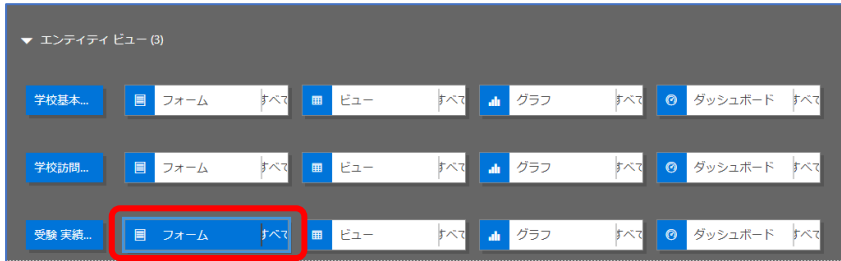 エンティティ ビュー (3)
学校基本... フォーム すべて ビュー すべて グラフ すべて ダッシュボード すべて
学校訪問... フォーム すべて ビュー すべて グラフ すべて ダッシュボード すべて
受験 実績... フォーム すべて ビュー すべて グラフ すべて ダッシュボード すべて